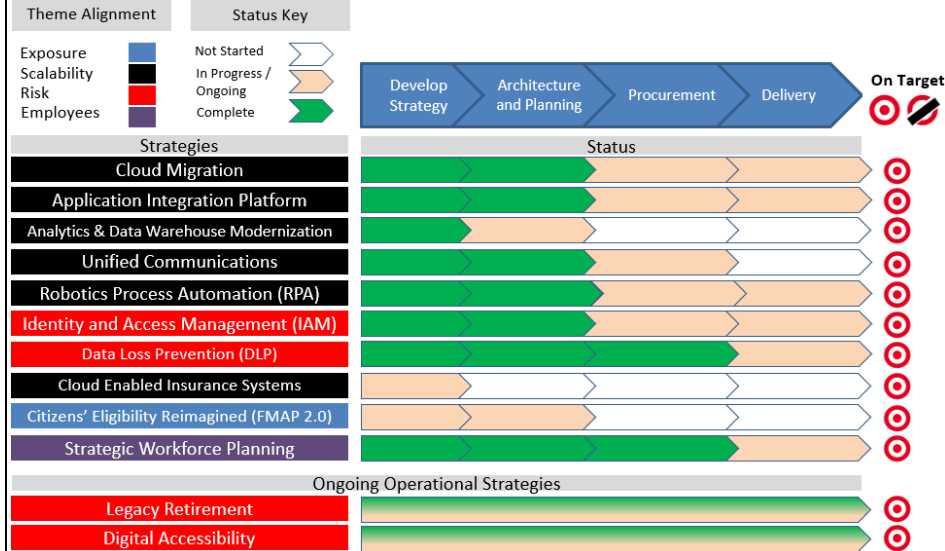 Theme Alignment
Status Key
Exposure
Scalability
Risk
Employees
Not Started
In Progress /
Ongoing
Complete
Develop
Strategy
Architecture
and Planning
Procurement
Delivery
On Target
Strategies
Status
Cloud Migration
Application Integration Platform
Analytics & Data Warehouse Modernization
Unified Communications
Robotics Process Automation (RPA)
Identity and Access Management (IAM)
Data Loss Prevention (DLP)
Cloud Enabled Insurance Systems
Citizens’ Eligibility Reimagined (FMAP 2.0)
Strategic Workforce Planning
Ongoing Operational Strategies
Legacy Retirement
Digital Accessibility